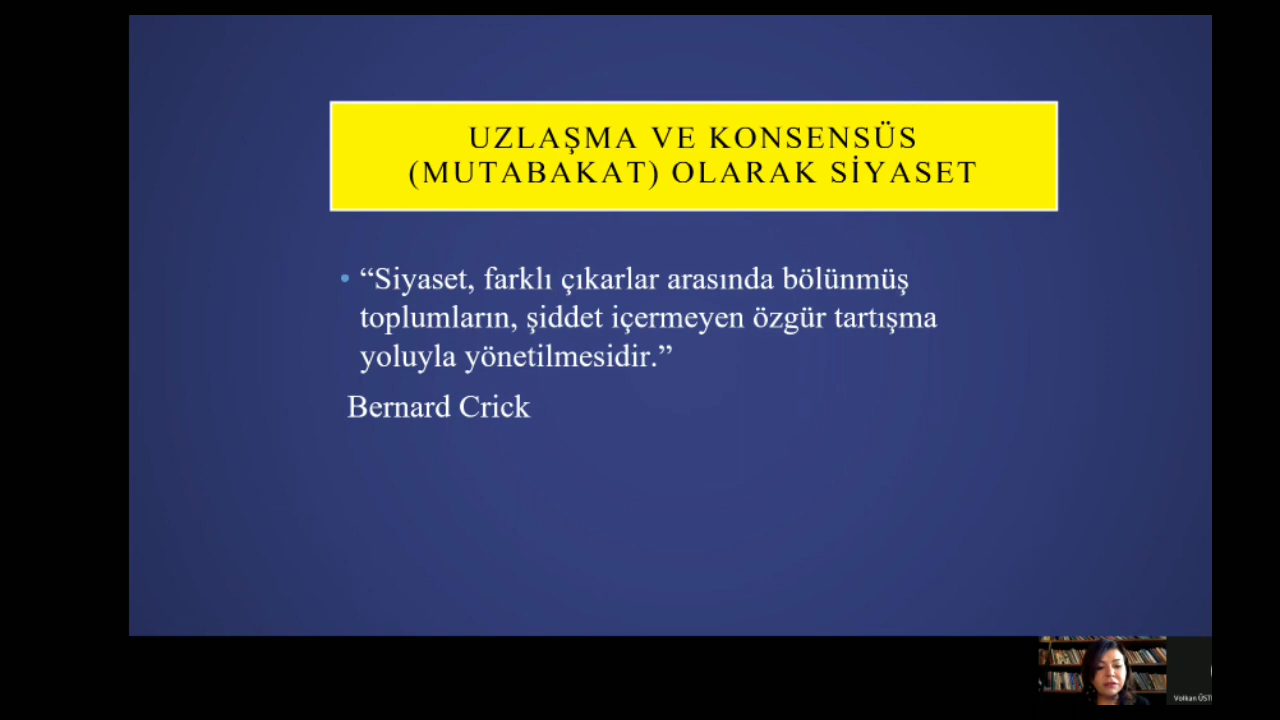 UZLAŞMA VE KONSENSÜS
(MUTABAKAT) OLARAK SİYASET
• “Siyaset, farklı çıkarlar arasında bölünmüş
toplumların, şiddet içermeyen özgür tartışma
yoluyla yönetilmesidir.”
Bernard Crick
Volkan